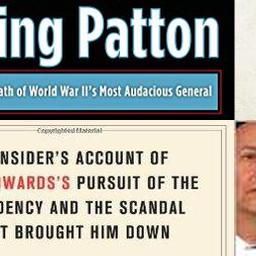 ing Patton
ath of World War II's Most Audacious General
Copyrighted Material
NSIDER'S ACCOUNT OF
WARDS'S PURSUIT OF THE
DENCY AND THE SCANDAL
T BROUGHT HIM DOWN